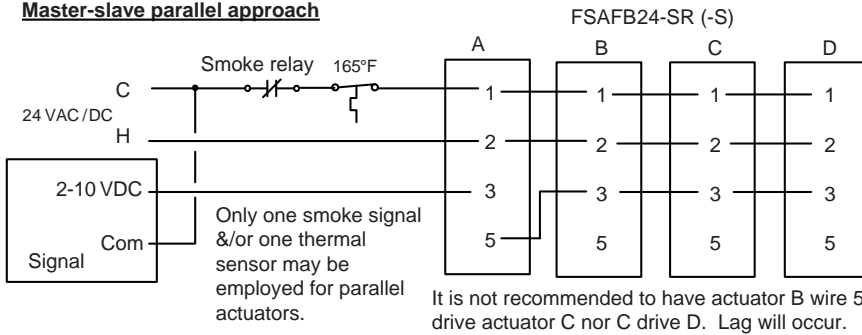 Master-slave parallel approach
FSAFB24-SR (-S)
A
B
C
D
Smoke relay
165°F
C
24 VAC/DC
H
1
1
1
1
2
2
2
2
2-10 VDC
3
3
3
3
Com
Signal
5
5
5
5
Only one smoke signal
&/or one thermal
sensor may be
employed for parallel
actuators.
It is not recommended to have actuator B wire 5
drive actuator C nor C drive D.  Lag will occur.